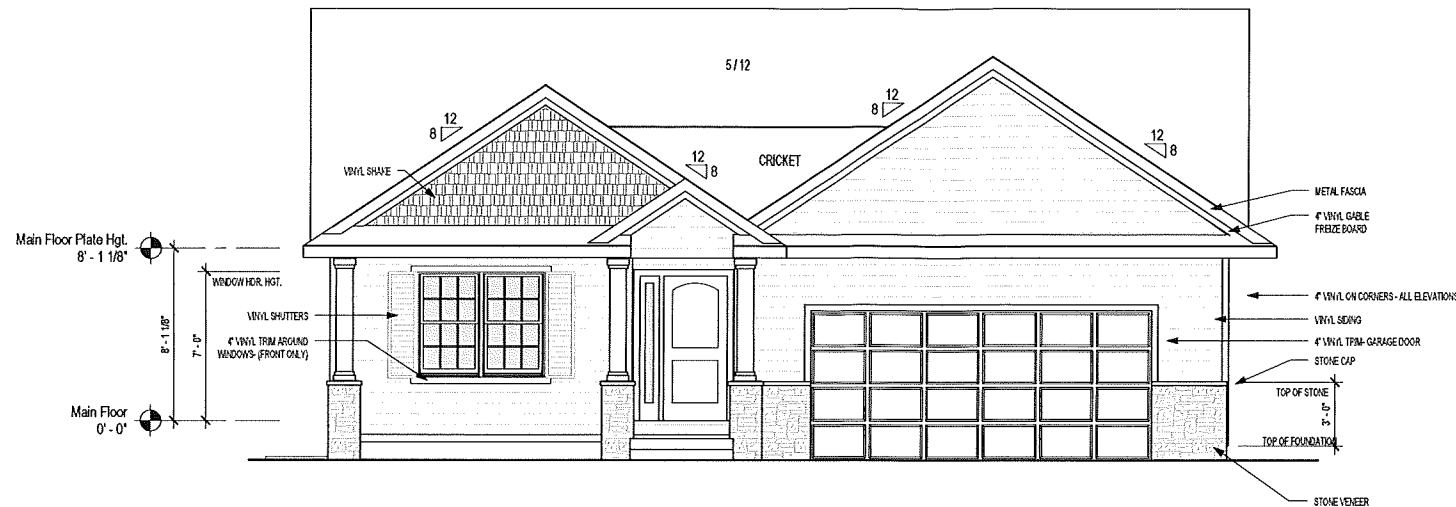 5/12
12
8
12
8
12
8
12
8
CRICKET
VINYL SHAKE
METAL FASCIA
4" VINYL GABLE
FREIZE BOARD
Main Floor Plate Hgt.
8' - 1 1/8"
WINDOW HDR. HGT.
VINYL SHUTTERS
4" VINYL TRIM AROUND
WINDOWS- (FRONT ONLY)
8' - 1 1/8"
7' - 0"
4" VINYL ON CORNERS - ALL ELEVATIONS
VINYL SIDING
4" VINYL TRIM- GARAGE DOOR
STONE CAP
TOP OF STONE
3' - 0"
Main Floor
0' - 0"
TOP OF FOUNDATION
STONE VENEER